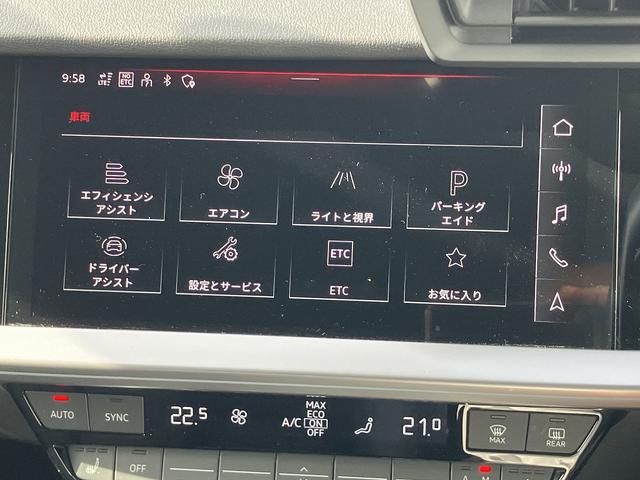 9:58
LTE
NO
ETC
車両
エフィシェンシ
アシスト
エアコン
ライトと視界
P
パーキング
エイド
ドライバー
アシスト
設定とサービス
ETC
ETC
お気に入り
AUTO
SYNC
22.5
MAX
ECO
A/C ON
OFF
21.0
MAX
REAR
OFF
A
M